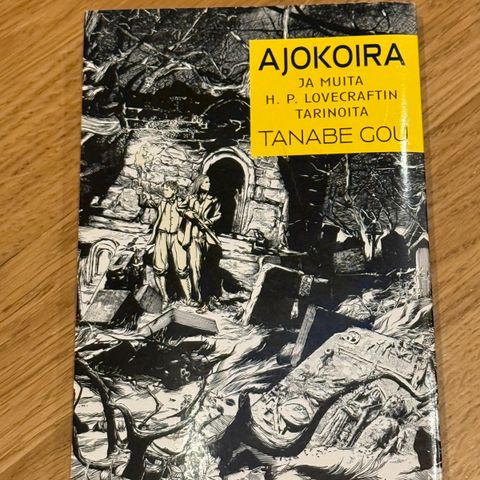 AJOKOIRA
JA MUITA
H. P. LOVECRAFTIN
TARINOITA
TANABE GOU